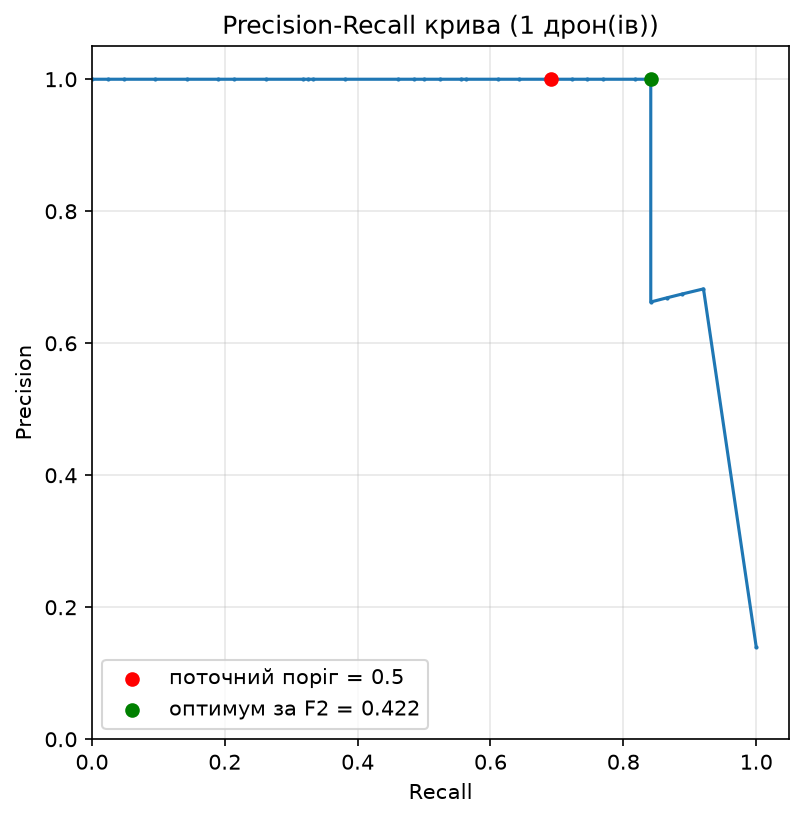 Precision-Recall крива (1 дрон(ів))
Precision
1.0
0.8
0.6
0.4
0.2
0.0
поточний поріг = 0.5
оптимум за F2 = 0.422
0.0 0.2 0.4 0.6 0.8 1.0
Recall